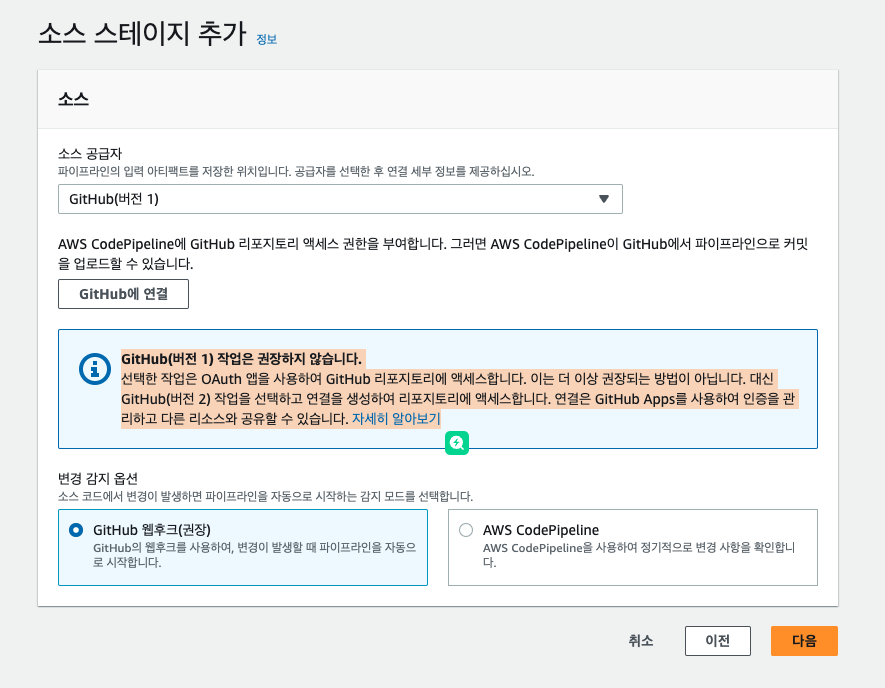 소스 스테이지 추가 정보
소스
소스 공급자
파이프라인의 입력 아티팩트를 저장한 위치입니다. 공급자를 선택한 후 연결 세부 정보를 제공하십시오.
GitHub(버전 1)
AWS CodePipeline에 GitHub 리포지토리 액세스 권한을 부여합니다. 그러면 AWS CodePipeline이 GitHub에서 파이프라인으로 커밋
을 업로드할 수 있습니다.
GitHub에 연결
GitHub(버전 1) 작업은 권장하지 않습니다.
선택한 작업은 OAuth 앱을 사용하여 GitHub 리포지토리에 액세스합니다. 이는 더 이상 권장되는 방법이 아닙니다. 대신
GitHub(버전 2) 작업을 선택하고 연결을 생성하여 리포지토리에 액세스합니다. 연결은 GitHub Apps를 사용하여 인증을 관
리하고 다른 리소스와 공유할 수 있습니다. 자세히 알아보기
변경 감지 옵션
소스 코드에서 변경이 발생하면 파이프라인을 자동으로 시작하는 감지 모드를 선택합니다.
GitHub 웹후크(권장)
GitHub의 웹후크를 사용하여, 변경이 발생할 때 파이프라인을 자동으
로 시작합니다.
AWS CodePipeline
AWS CodePipeline을 사용하여 정기적으로 변경 사항을 확인합니
다.
취소
이전
다음